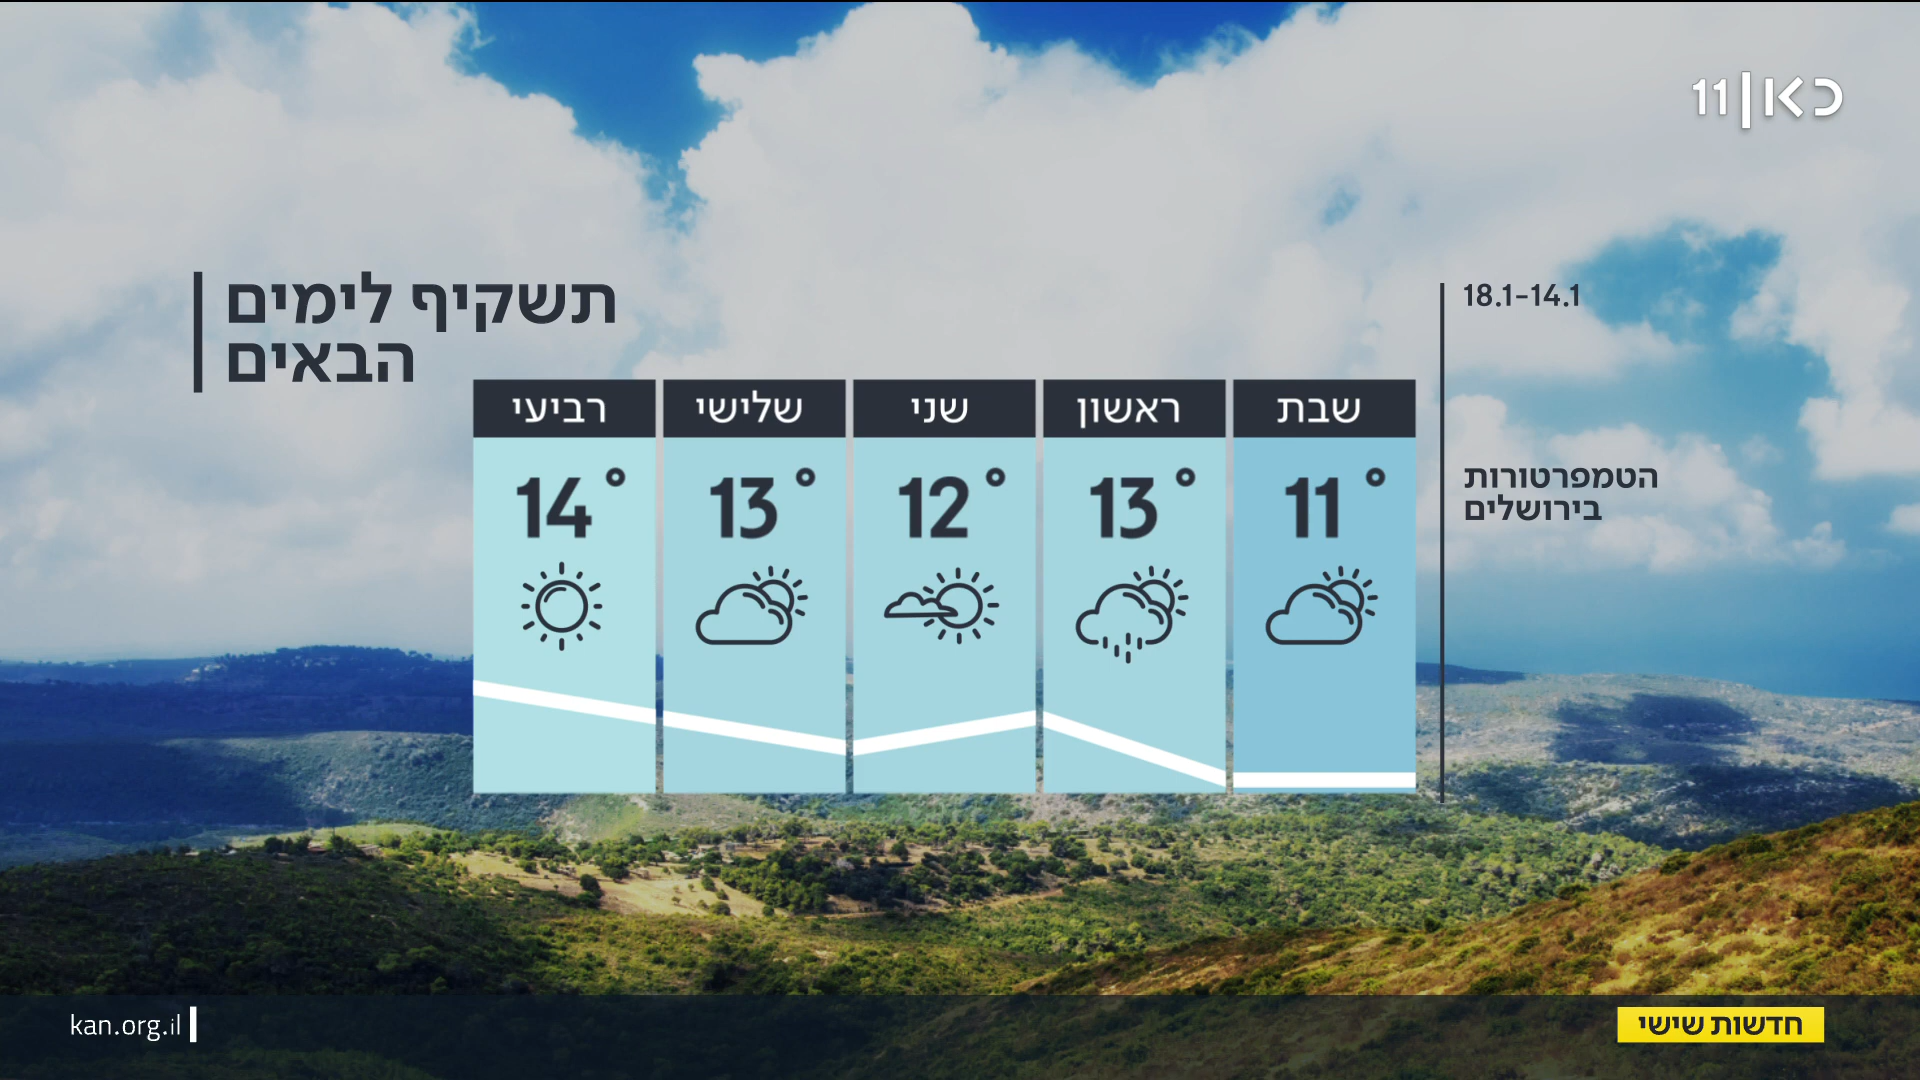 כאן 11
תשקיף לימים
הבאים
18.1-14.1
הטמפרטורות
בירושלים
שבת
ראשון
שני
שלישי
רביעי
11°
13°
12°
13°
14°
חדשות שישי
kan.org.il